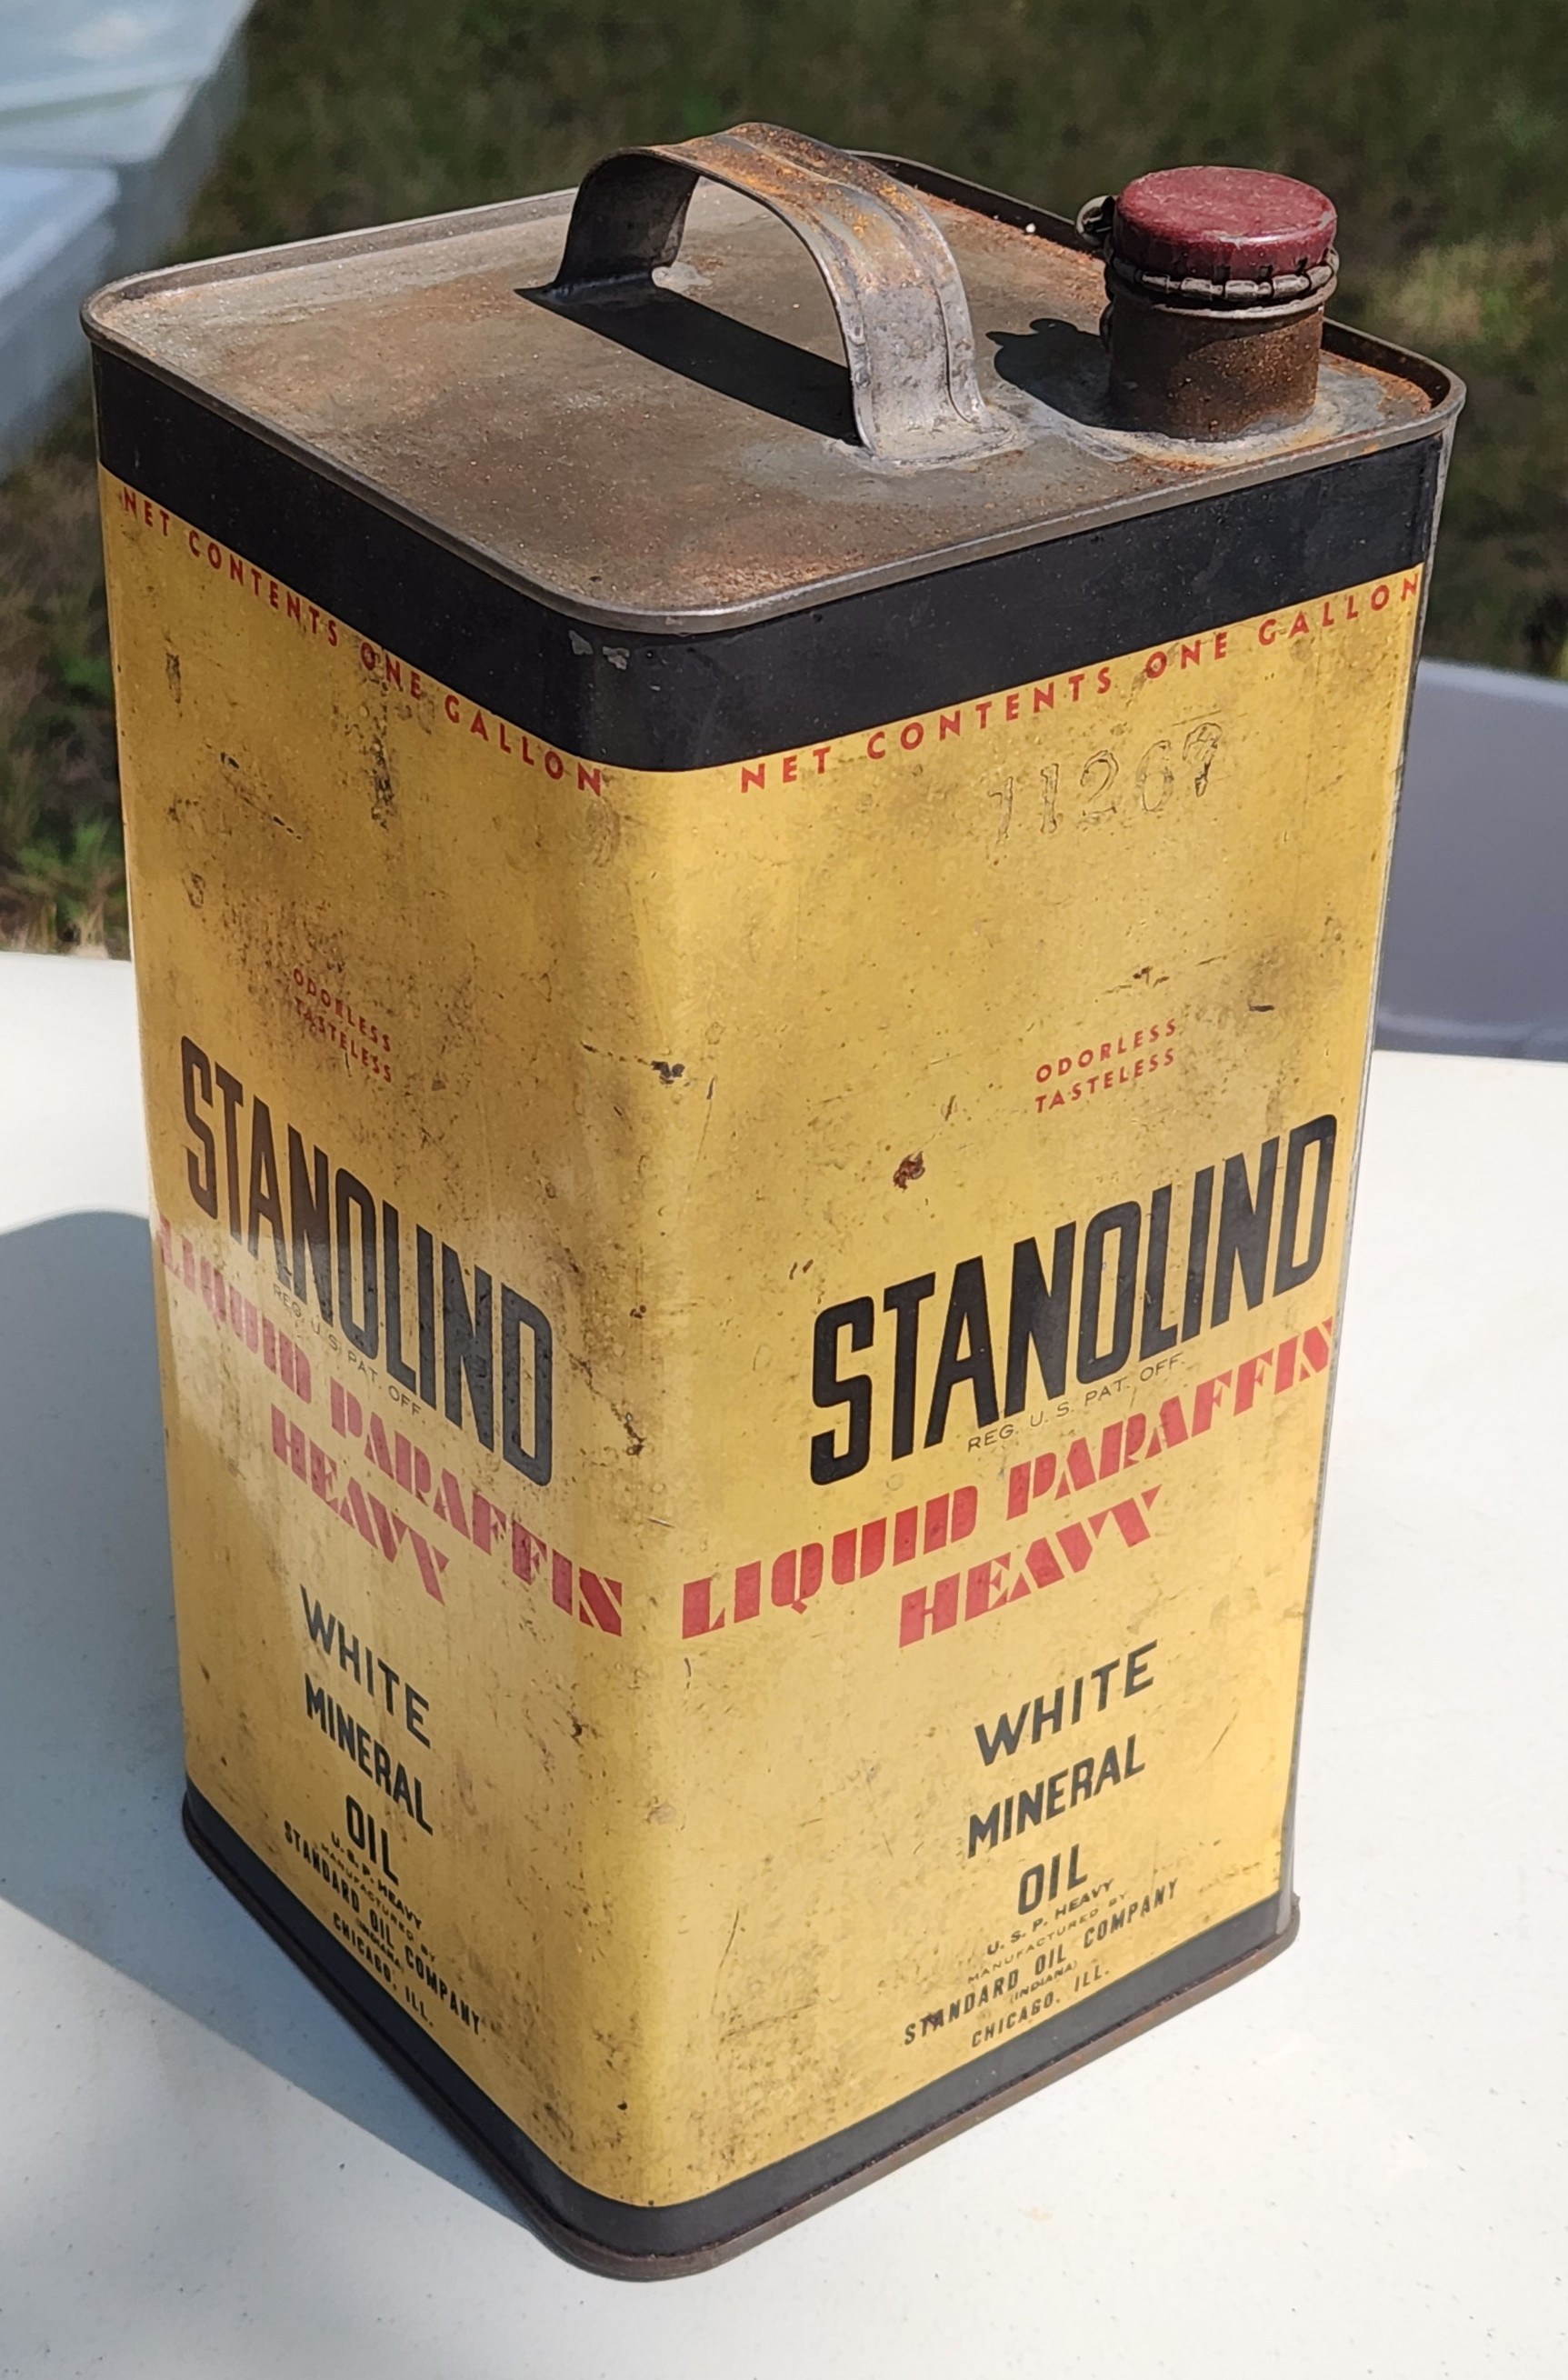 NET CONTENTS ONE GALLON
ODORLESS
TASTELESS
STANOLIND
REG. U.S. PAT. OFF.
LIQUID PARAFFIN
HEAVY
WHITE
MINERAL
OIL
U.S.P. HEAVY
MANUFACTURED BY
STANDARD OIL COMPANY
(INDIANA)
CHICAGO, ILL.
NET CONTENTS ONE GALLON
11267
ODORLESS
TASTELESS
STANOLIND
REG. U.S. PAT. OFF.
LIQUID PARAFFIN
HEAVY
WHITE
MINERAL
OIL
U. S. P. HEAVY
MANUFACTURED BY
STANDARD OIL COMPANY
(INDIANA)
CHICAGO, ILL.